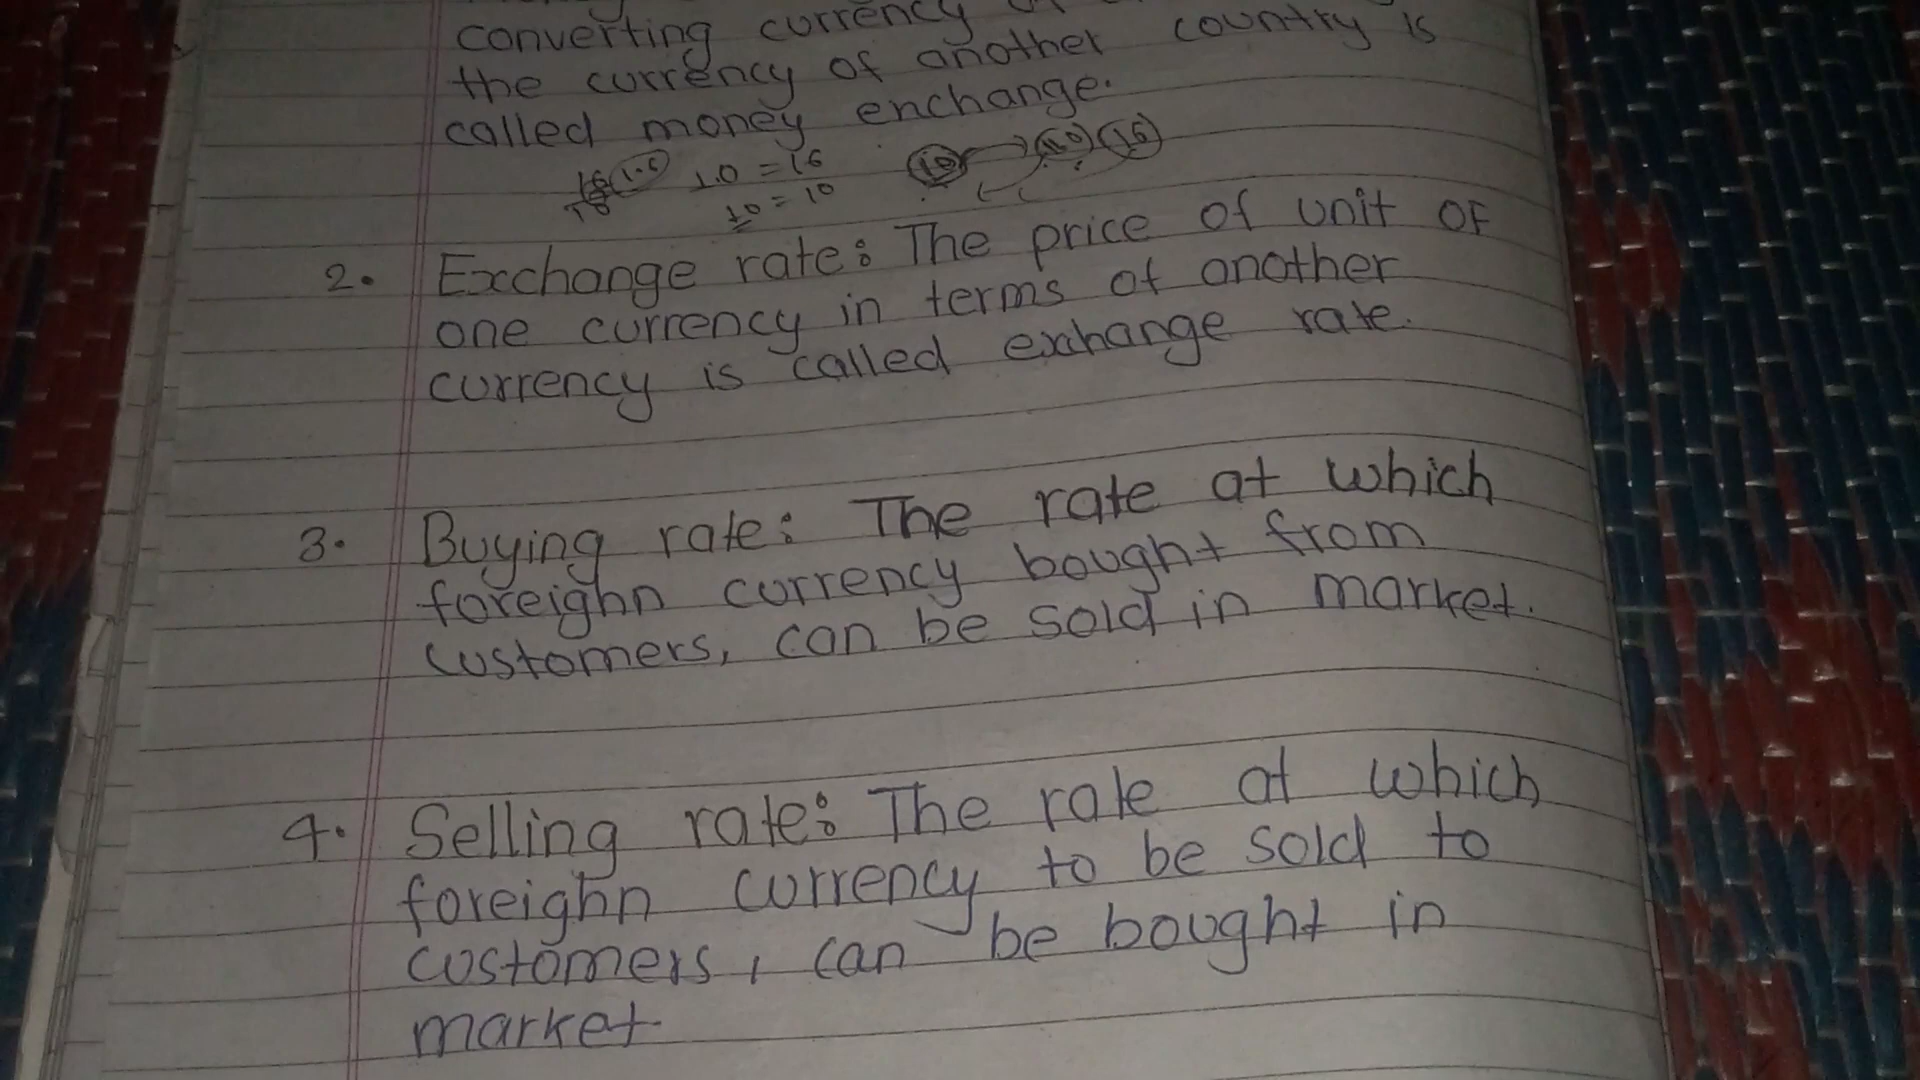 converting currency
the currency of another country is
called money enchange.
1.0 = 16
10 = 10
2. Exchange rate: The price of unit OF
one currency in terms of another
currency is called exchange rate.
3. Buying rate: The rate at which
foreighn currency bought from
customers, can be sold in market.
4. Selling rate: The rate at which
foreighn currency to be sold to
customers, can be bought in
market